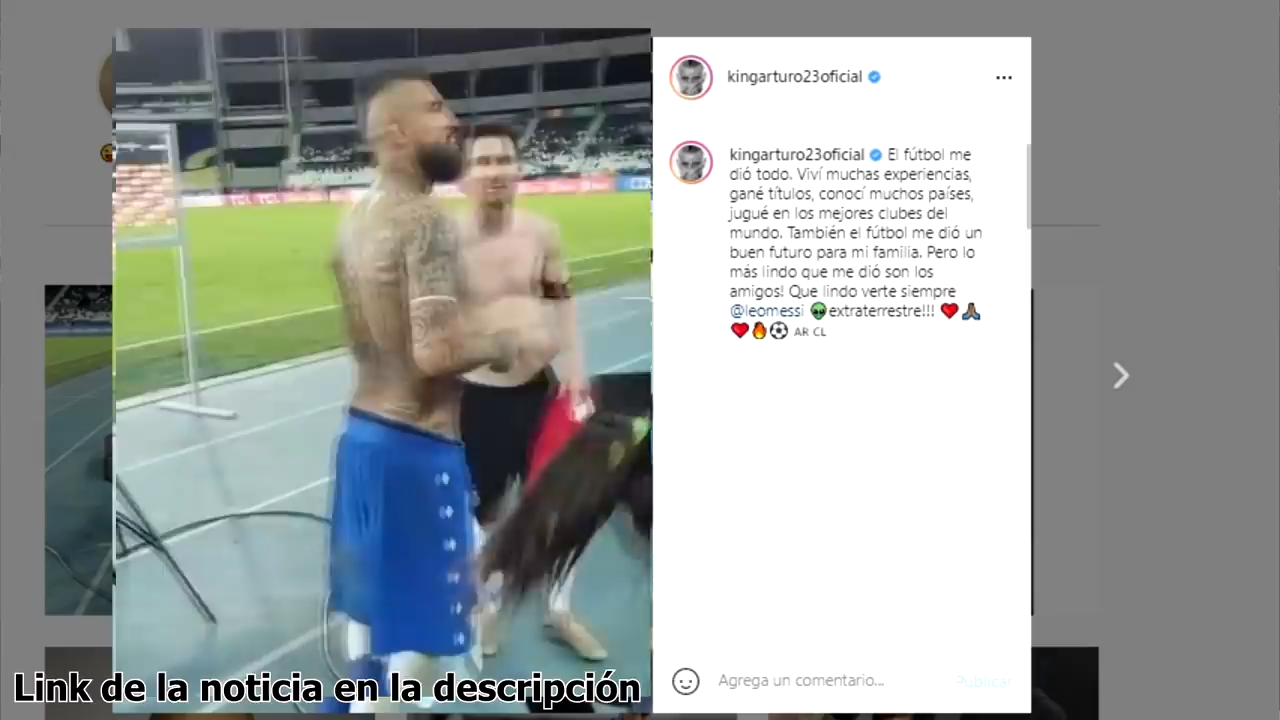 kingarturo23oficial
kingarturo23oficial El fútbol me
dió todo. Viví muchas experiencias,
gané títulos, conocí muchos países,
jugué en los mejores clubes del
mundo. También el fútbol me dió un
buen futuro para mi familia. Pero lo
más lindo que me dió son los
amigos! Que lindo verte siempre
@leomessi 👽extraterrestre!!! ❤️🙏🏽
❤️🔥⚽ AR CL
Agrega un comentario... Publicar
Link de la noticia en la descripción